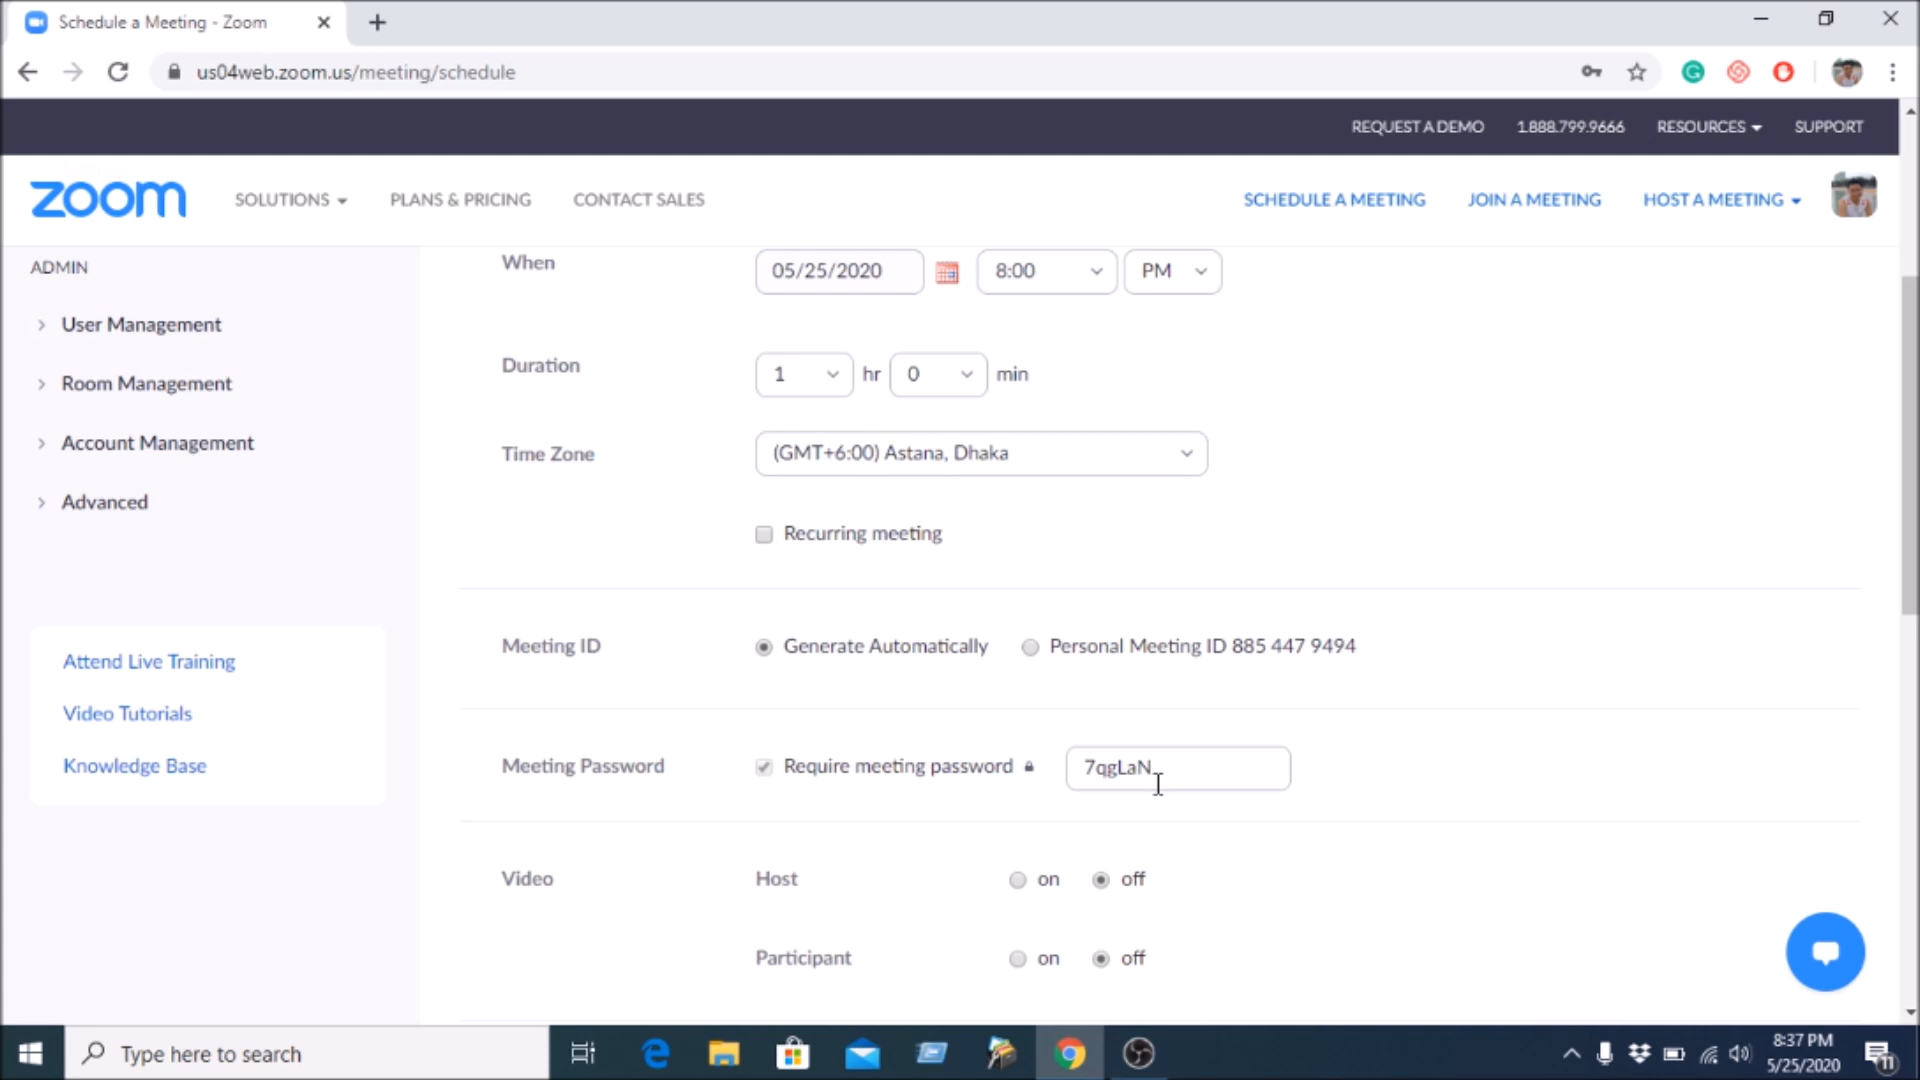 Schedule a Meeting - Zoom
us04web.zoom.us/meeting/schedule
REQUEST A DEMO 1.888.799.9666 RESOURCES SUPPORT
zoom SOLUTIONS PLANS & PRICING CONTACT SALES SCHEDULE A MEETING JOIN A MEETING HOST A MEETING
ADMIN
User Management
Room Management
Account Management
Advanced
Attend Live Training
Video Tutorials
Knowledge Base
When 05/25/2020 8:00 PM
Duration 1 hr 0 min
Time Zone (GMT+6:00) Astana, Dhaka
Recurring meeting
Meeting ID Generate Automatically Personal Meeting ID 885 447 9494
Meeting Password Require meeting password 7qgLaN
Video Host on off
Participant on off
Type here to search
8:37 PM
5/25/2020
11